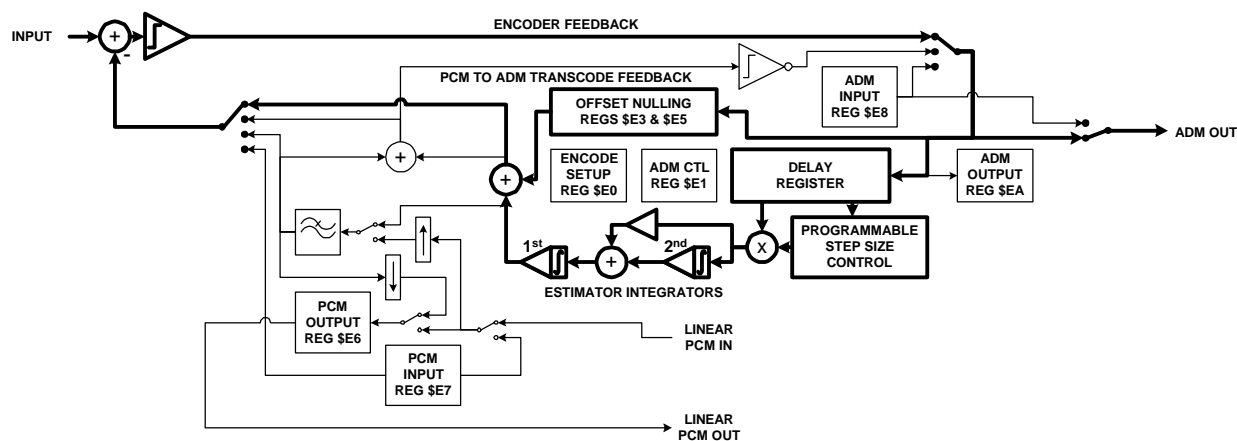 ENCODER FEEDBACK
INPUT
+
-
PCM TO ADM TRANSCODE FEEDBACK
ADM
INPUT
REG $E8
OFFSET NULLING
REGS $E3 & $E5
ADM OUT
+
ENCODE
SETUP
REG $E0
ADM CTL
REG $E1
DELAY
REGISTER
ADM
OUTPUT
REG $EA
+
PROGRAMMABLE
STEP SIZE
CONTROL
1st
2nd
X
+
ESTIMATOR INTEGRATORS
PCM
OUTPUT
REG $E6
LINEAR
PCM IN
PCM
INPUT
REG $E7
LINEAR
PCM OUT